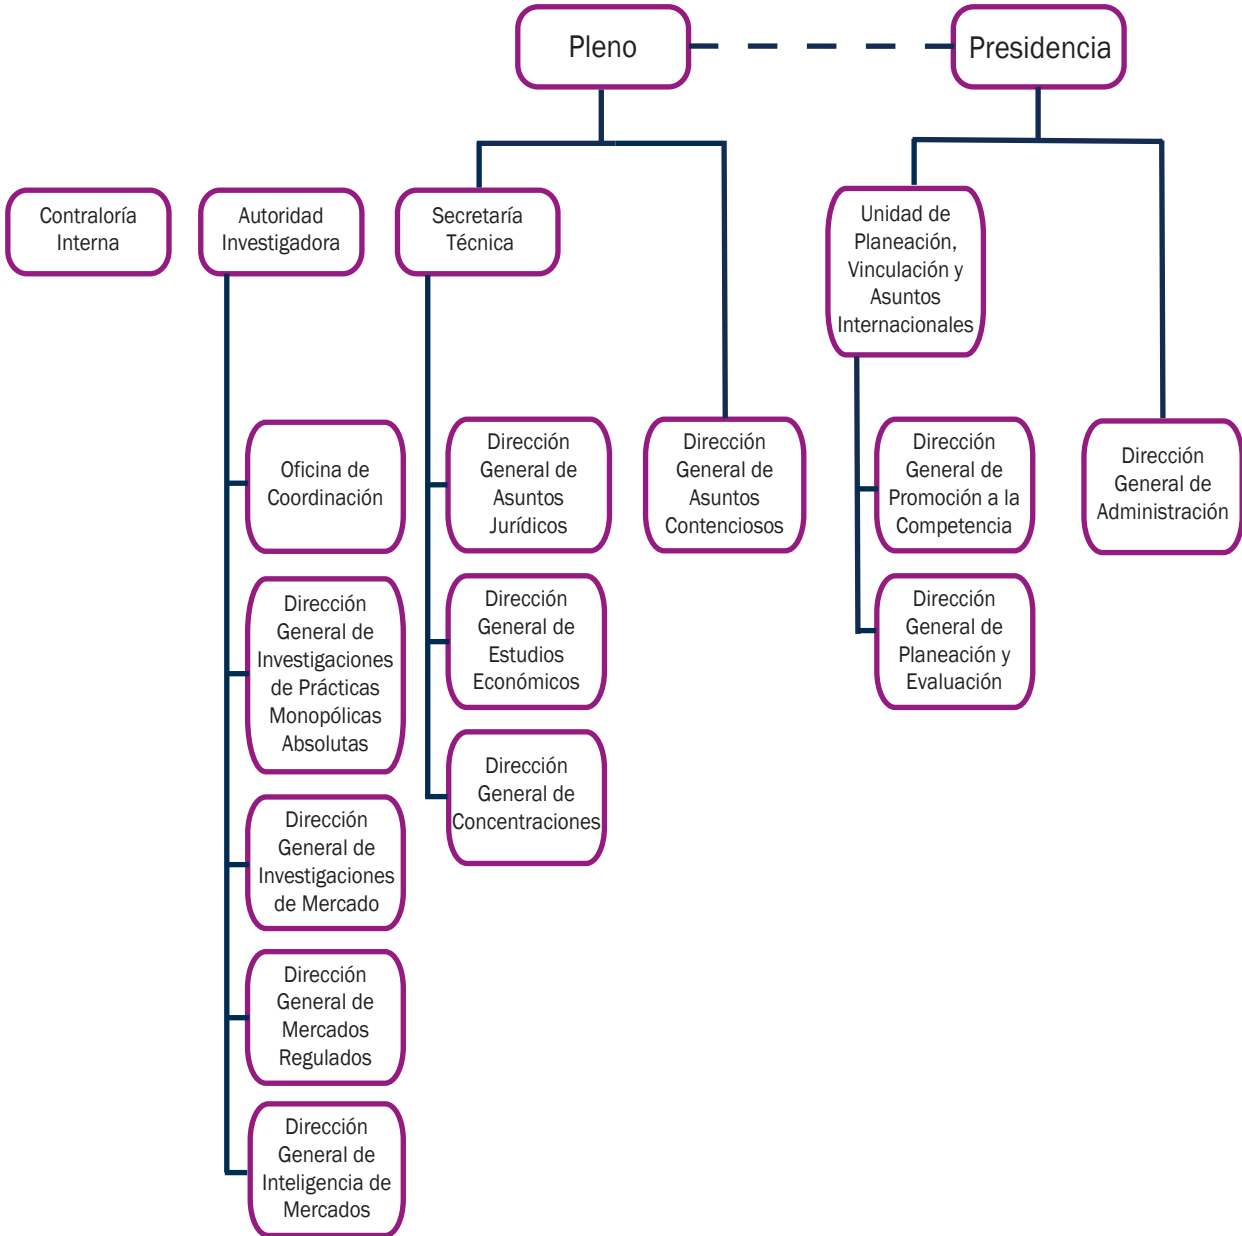 Pleno
Presidencia
Contraloría
Interna
Autoridad
Investigadora
Secretaría
Técnica
Unidad de
Planeación,
Vinculación y
Asuntos
Internacionales
Oficina de
Coordinación
Dirección
General de
Asuntos
Jurídicos
Dirección
General de
Asuntos
Contenciosos
Dirección
General de
Promoción a la
Competencia
Dirección
General de
Administración
Dirección
General de
Investigaciones
de Prácticas
Monopólicas
Absolutas
Dirección
General de
Estudios
Económicos
Dirección
General de
Planeación y
Evaluación
Dirección
General de
Concentraciones
Dirección
General de
Investigaciones
de Mercado
Dirección
General de
Mercados
Regulados
Dirección
General de
Inteligencia de
Mercados